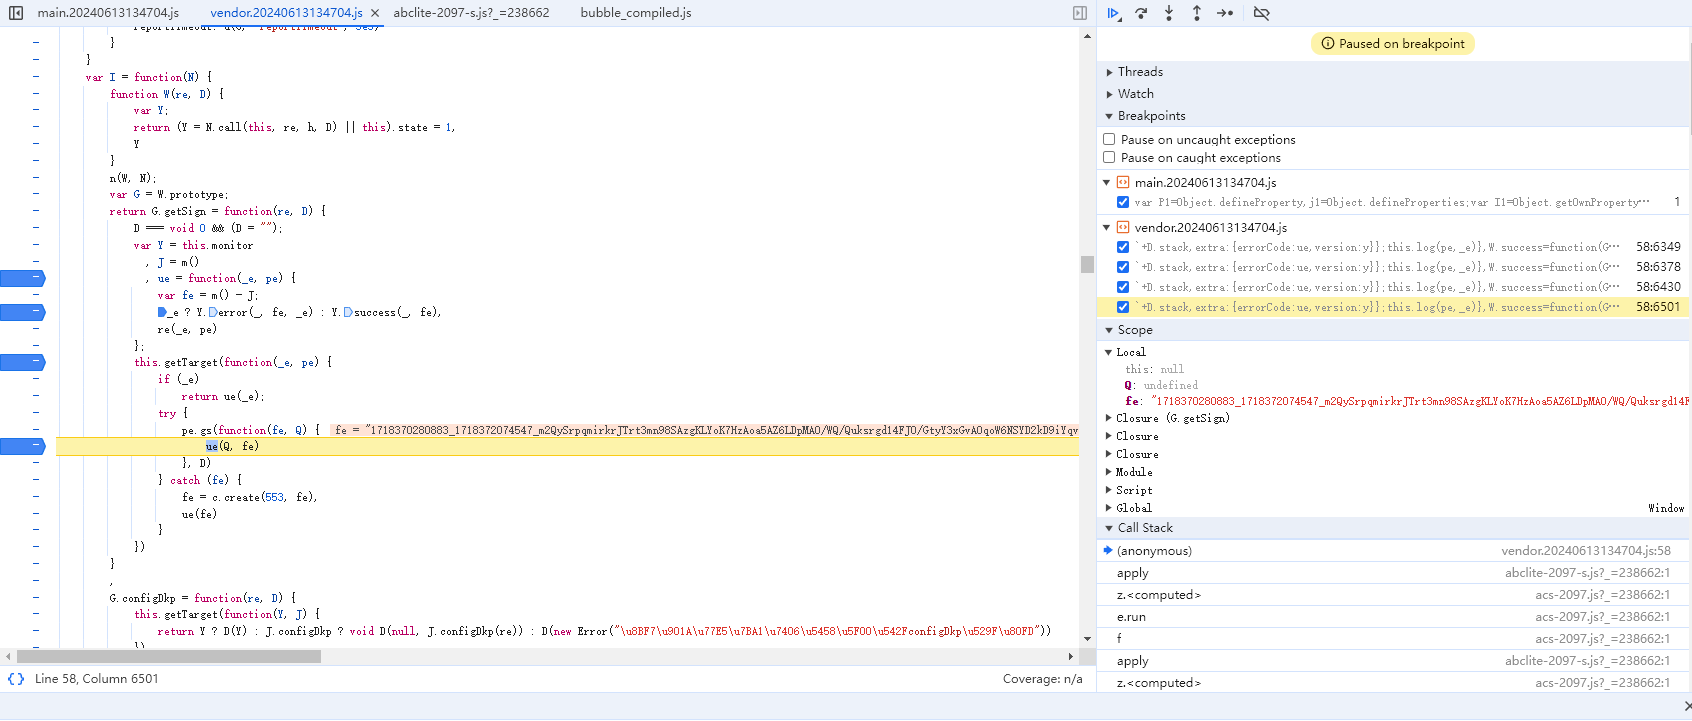 main.20240613134704.js vendor.20240613134704.js × abclite-2097-s.js?_=238662 bubble_compiled.js
}
}
var I = function(N) {
function W(re, D) {
var Y;
return (Y = N.call(this, re, h, D) || this).state = 1,
Y
}
n(W, N);
var G = W.prototype;
return G.getSign = function(re, D) {
D === void 0 && (D = "");
var Y = this.monitor
, J = m()
, ue = function(_e, pe) {
var fe = m() - J;
_e ? Y.error(_, fe, _e) : Y.success(_, fe),
re(_e, pe)
};
this.getTarget(function(_e, pe) {
if (_e)
return ue(_e);
try {
pe.gs(function(fe, Q) { fe = "1718370280883_1718372074547_m2QySrpqmirkrJTrt3mn98SAzgKLYoK7HzAoa5AZ6LDpMAO/WQ/Quksrgd14FJO/GtyY3xGvAOqoW6NSYD2kD9iYqv
ue(Q, fe)
}, D)
} catch (fe) {
fe = c.create(553, fe),
ue(fe)
}
})
}
,
G.configDkp = function(re, D) {
this.getTarget(function(Y, J) {
return Y ? D(Y) : J.configDkp ? void D(null, J.configDkp(re)) : D(new Error("\u8BF7\u901A\u77E5\u7BA1\u7406\u5458\u5F00\u542FconfigDkp\u529F\u80FD"))
})
{} Line 58, Column 6501 Coverage: n/a
Paused on breakpoint
Threads
Watch
Breakpoints
Pause on uncaught exceptions
Pause on caught exceptions
main.20240613134704.js
var P1=Object.defineProperty,j1=Object.defineProperties;var I1=Object.getOwnProperty… 1
vendor.20240613134704.js
`+D.stack,extra:{errorCode:ue,version:y}};this.log(pe,_e)},W.success=function(G… 58:6349
`+D.stack,extra:{errorCode:ue,version:y}};this.log(pe,_e)},W.success=function(G… 58:6378
`+D.stack,extra:{errorCode:ue,version:y}};this.log(pe,_e)},W.success=function(G… 58:6430
`+D.stack,extra:{errorCode:ue,version:y}};this.log(pe,_e)},W.success=function(G… 58:6501
Scope
Local
this: null
Q: undefined
fe: "1718370280883_1718372074547_m2QySrpqmirkrJTrt3mn98SAzgKLYoK7HzAoa5AZ6LDpMAO/WQ/Quksrgd14F
Closure (G.getSign)
Closure
Closure
Module
Script
Global Window
Call Stack
(anonymous) vendor.20240613134704.js:58
apply abclite-2097-s.js?_=238662:1
z.<computed> acs-2097.js?_=238662:1
e.run acs-2097.js?_=238662:1
f acs-2097.js?_=238662:1
apply abclite-2097-s.js?_=238662:1
z.<computed> acs-2097.js?_=238662:1